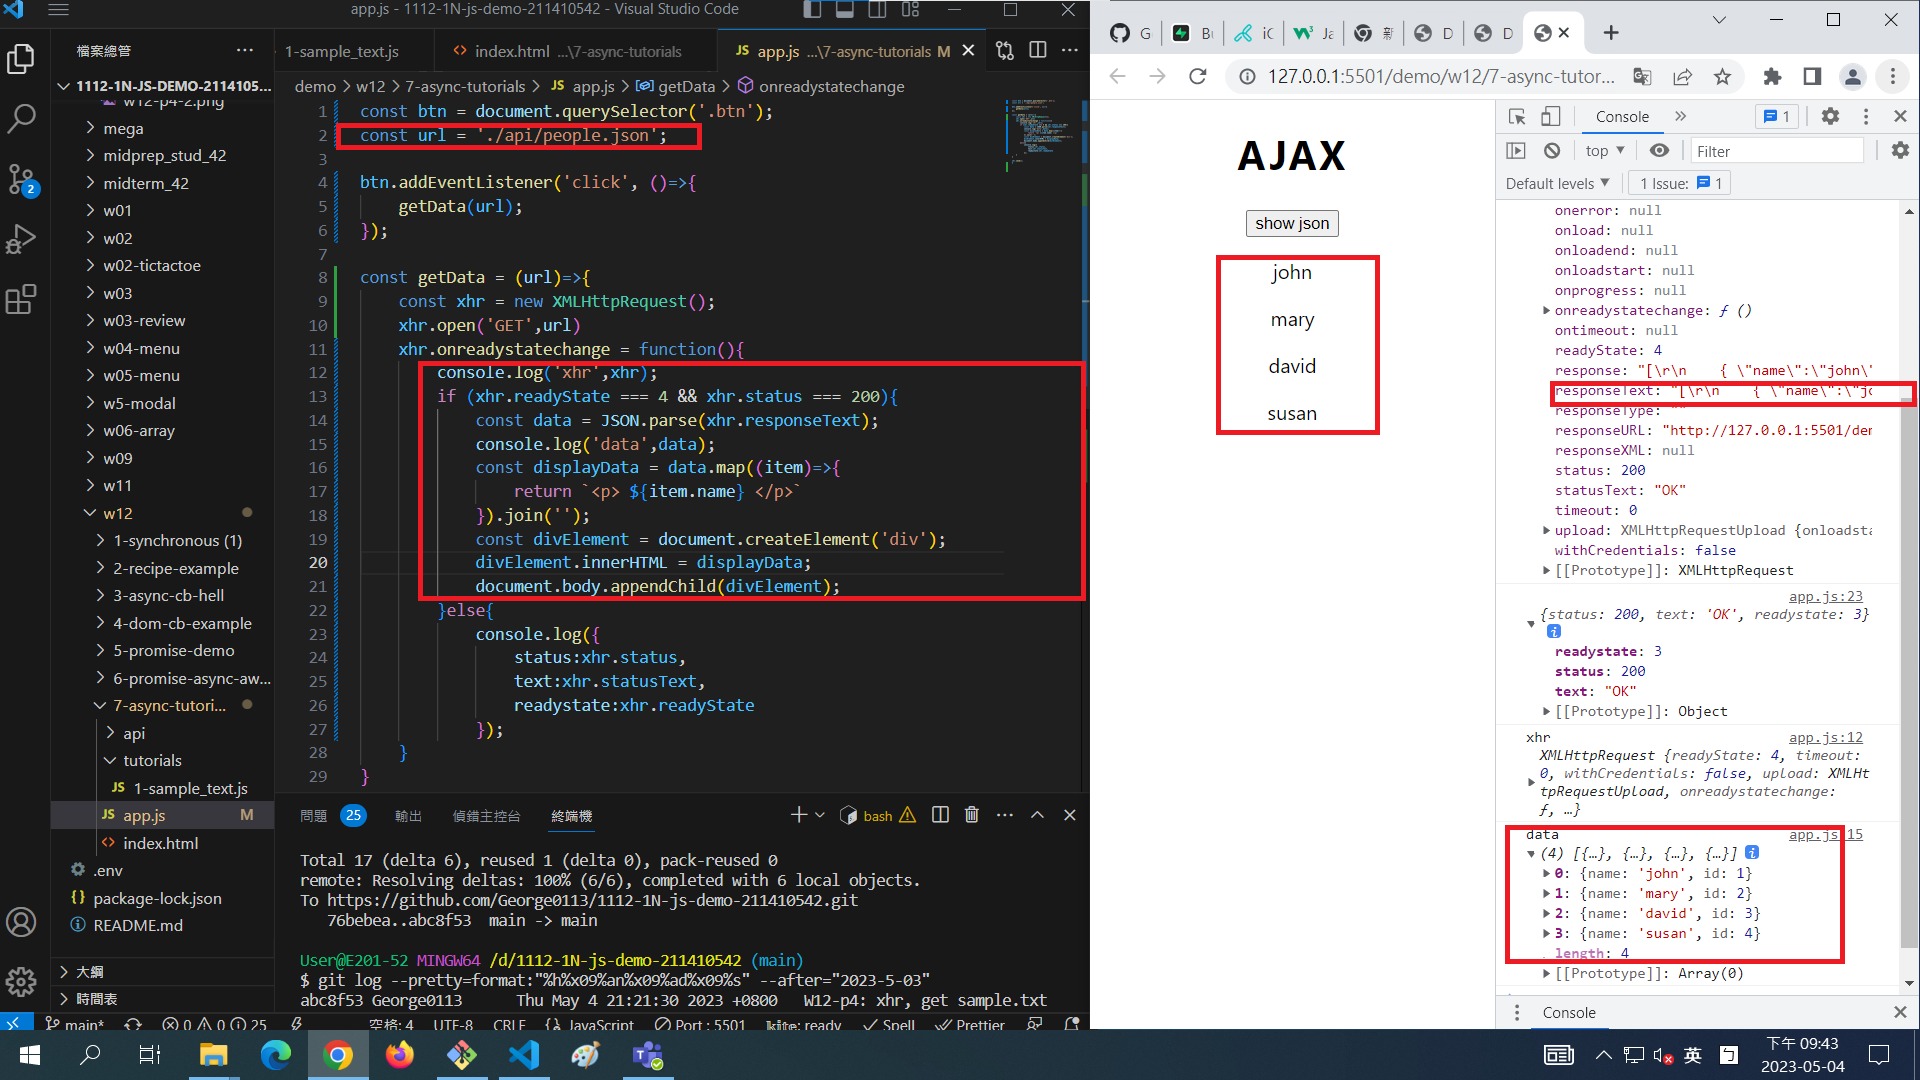 app.js - 1112-1N-js-demo-211410542 - Visual Studio Code
檔案總管
1112-1N-JS-DEMO-2114105...
w12-p4-2.png
mega
midprep_stud_42
midterm_42
w01
w02
w02-tictactoe
w03
w03-review
w04-menu
w05-menu
w5-modal
w06-array
w09
w11
w12
1-synchronous (1)
2-recipe-example
3-async-cb-hell
4-dom-cb-example
5-promise-demo
6-promise-async-aw...
7-async-tutori...
api
tutorials
JS 1-sample_text.js
JS app.js M
<> index.html
.env
{} package-lock.json
README.md
大綱
時間表
2
1-sample_text.js
<> index.html ...\7-async-tutorials
JS app.js ...\7-async-tutorials M
demo > w12 > 7-async-tutorials > JS app.js > getData > onreadystatechange
1 const btn = document.querySelector('.btn');
2 const url = './api/people.json';
3
4 btn.addEventListener('click', ()=>{
5 getData(url);
6 });
7
8 const getData = (url)=>{
9 const xhr = new XMLHttpRequest();
10 xhr.open('GET',url)
11 xhr.onreadystatechange = function(){
12 console.log('xhr',xhr);
13 if (xhr.readyState === 4 && xhr.status === 200){
14 const data = JSON.parse(xhr.responseText);
15 console.log('data',data);
16 const displayData = data.map((item)=>{
17 return `<p> ${item.name} </p>`
18 }).join('');
19 const divElement = document.createElement('div');
20 divElement.innerHTML = displayData;
21 document.body.appendChild(divElement);
22 }else{
23 console.log({
24 status:xhr.status,
25 text:xhr.statusText,
26 readystate:xhr.readyState
27 });
28 }
29 }
問題 25 輸出 偵錯主控台 終端機
bash
Total 17 (delta 6), reused 1 (delta 0), pack-reused 0
remote: Resolving deltas: 100% (6/6), completed with 6 local objects.
To https://github.com/George0113/1112-1N-js-demo-211410542.git
76bebea..abc8f53 main -> main
User@E201-52 MINGW64 /d/1112-1N-js-demo-211410542 (main)
$ git log --pretty=format:"%h%x09%an%x09%ad%x09%s" --after="2023-5-03"
abc8f53 George0113 Thu May 4 21:21:30 2023 +0800 W12-p4: xhr, get sample.txt
main* 0 0 25 空格: 4 UTF-8 CRLF {} JavaScript Port : 5501 kite: ready Spell Prettier
G Bu iC Ja 新 D D
127.0.0.1:5501/demo/w12/7-async-tutor...
AJAX
show json
john
mary
david
susan
Console » 1
top Filter
Default levels 1 Issue: 1
onerror: null
onload: null
onloadend: null
onloadstart: null
onprogress: null
onreadystatechange: ƒ ()
ontimeout: null
readyState: 4
response: "[\r\n { \"name\":\"john\"
responseText: "[\r\n { \"name\":\"jo
responseType: ""
responseURL: "http://127.0.0.1:5501/dem
responseXML: null
status: 200
statusText: "OK"
timeout: 0
upload: XMLHttpRequestUpload {onloadsta
withCredentials: false
[[Prototype]]: XMLHttpRequest
app.js:23
{status: 200, text: 'OK', readystate: 3}
readystate: 3
status: 200
text: "OK"
[[Prototype]]: Object
xhr app.js:12
XMLHttpRequest {readyState: 4, timeout:
0, withCredentials: false, upload: XMLHt
tpRequestUpload, onreadystatechange:
ƒ, …}
data app.js:15
(4) [{…}, {…}, {…}, {…}]
0: {name: 'john', id: 1}
1: {name: 'mary', id: 2}
2: {name: 'david', id: 3}
3: {name: 'susan', id: 4}
length: 4
[[Prototype]]: Array(0)
Console
英
ㄅ
下午 09:43
2023-05-04